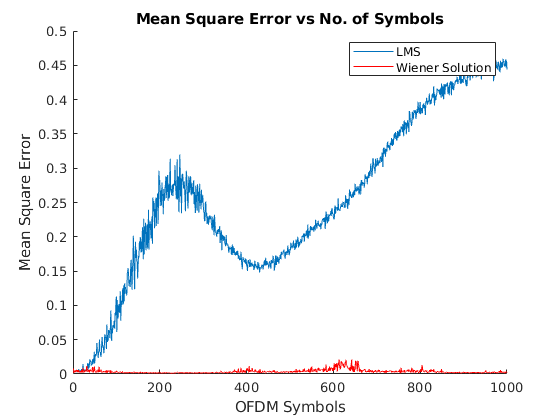 Mean Square Error vs No. of Symbols
LMS
Wiener Solution
Mean Square Error
0.5
0.45
0.4
0.35
0.3
0.25
0.2
0.15
0.1
0.05
0
0 200 400 600 800 1000
OFDM Symbols